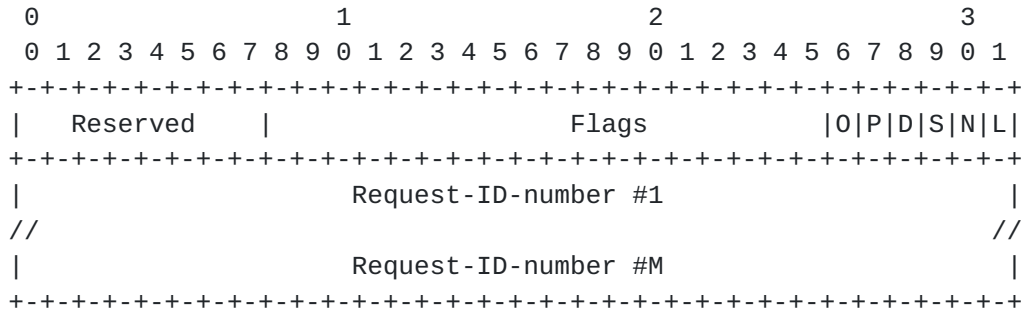 0                   1                   2                   3
 0 1 2 3 4 5 6 7 8 9 0 1 2 3 4 5 6 7 8 9 0 1 2 3 4 5 6 7 8 9 0 1
+-+-+-+-+-+-+-+-+-+-+-+-+-+-+-+-+-+-+-+-+-+-+-+-+-+-+-+-+-+-+-+-+
|   Reserved    |                   Flags           |O|P|D|S|N|L|
+-+-+-+-+-+-+-+-+-+-+-+-+-+-+-+-+-+-+-+-+-+-+-+-+-+-+-+-+-+-+-+-+
|                     Request-ID-number #1                      |
//                                                             //
|                     Request-ID-number #M                      |
+-+-+-+-+-+-+-+-+-+-+-+-+-+-+-+-+-+-+-+-+-+-+-+-+-+-+-+-+-+-+-+-+